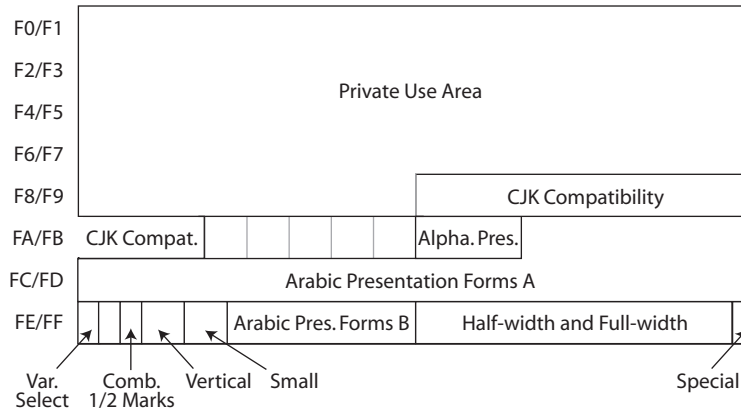 F0/F1
F2/F3
Private Use Area
F4/F5
F6/F7
F8/F9 CJK Compatibility
FA/FB CJK Compat. Alpha. Pres.
FC/FD Arabic Presentation Forms A
FE/FF Arabic Pres. Forms B Half-width and Full-width
Var. Comb. Vertical Small Special
Select 1/2 Marks